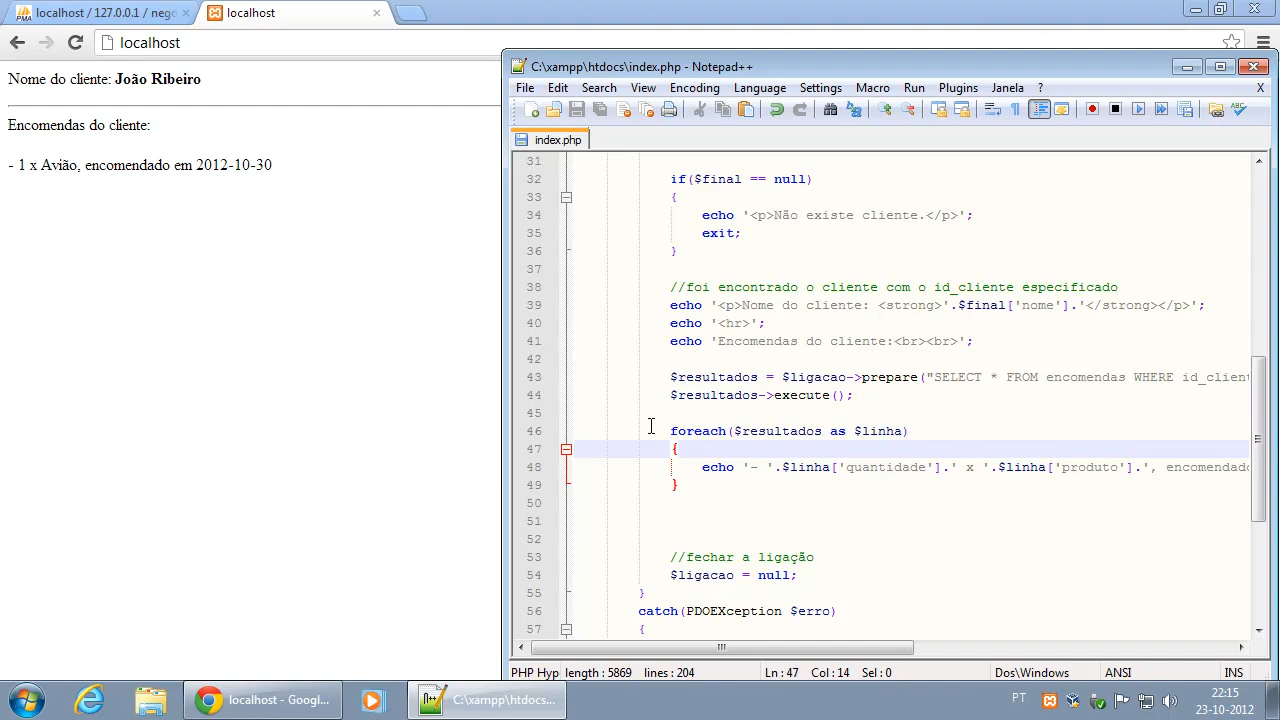 localhost / 127.0.0.1 / nego
localhost
localhost
Nome do cliente: João Ribeiro
Encomendas do cliente:
- 1 x Avião, encomendado em 2012-10-30
C:\xampp\htdocs\index.php - Notepad++
File Edit Search View Encoding Language Settings Macro Run Plugins Janela ? X
index.php
31
32 if($final == null)
33 {
34 echo '<p>Não existe cliente.</p>';
35 exit;
36 }
37
38 //foi encontrado o cliente com o id_cliente especificado
39 echo '<p>Nome do cliente: <strong>'.$final['nome'].'</strong></p>';
40 echo '<hr>';
41 echo 'Encomendas do cliente:<br><br>';
42
43 $resultados = $ligacao->prepare("SELECT * FROM encomendas WHERE id_client
44 $resultados->execute();
45
46 foreach($resultados as $linha)
47 {
48 echo '- '.$linha['quantidade'].' x '.$linha['produto'].', encomendado
49 }
50
51
52
53 //fechar a ligação
54 $ligacao = null;
55 }
56 catch(PDOEXception $erro)
57 {
PHP Hyp length : 5869 lines : 204 Ln : 47 Col : 14 Sel : 0 Dos\Windows ANSI INS
localhost - Googl... C:\xampp\htdocs... PT 22:15
23-10-2012